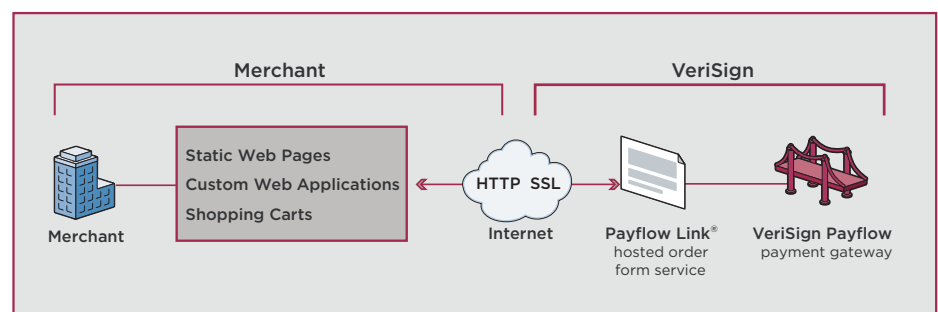 Merchant
VeriSign
Static Web Pages
Custom Web Applications
Shopping Carts
HTTP SSL
Merchant
Internet
Payflow Link®
hosted order
form service
VeriSign Payflow
payment gateway